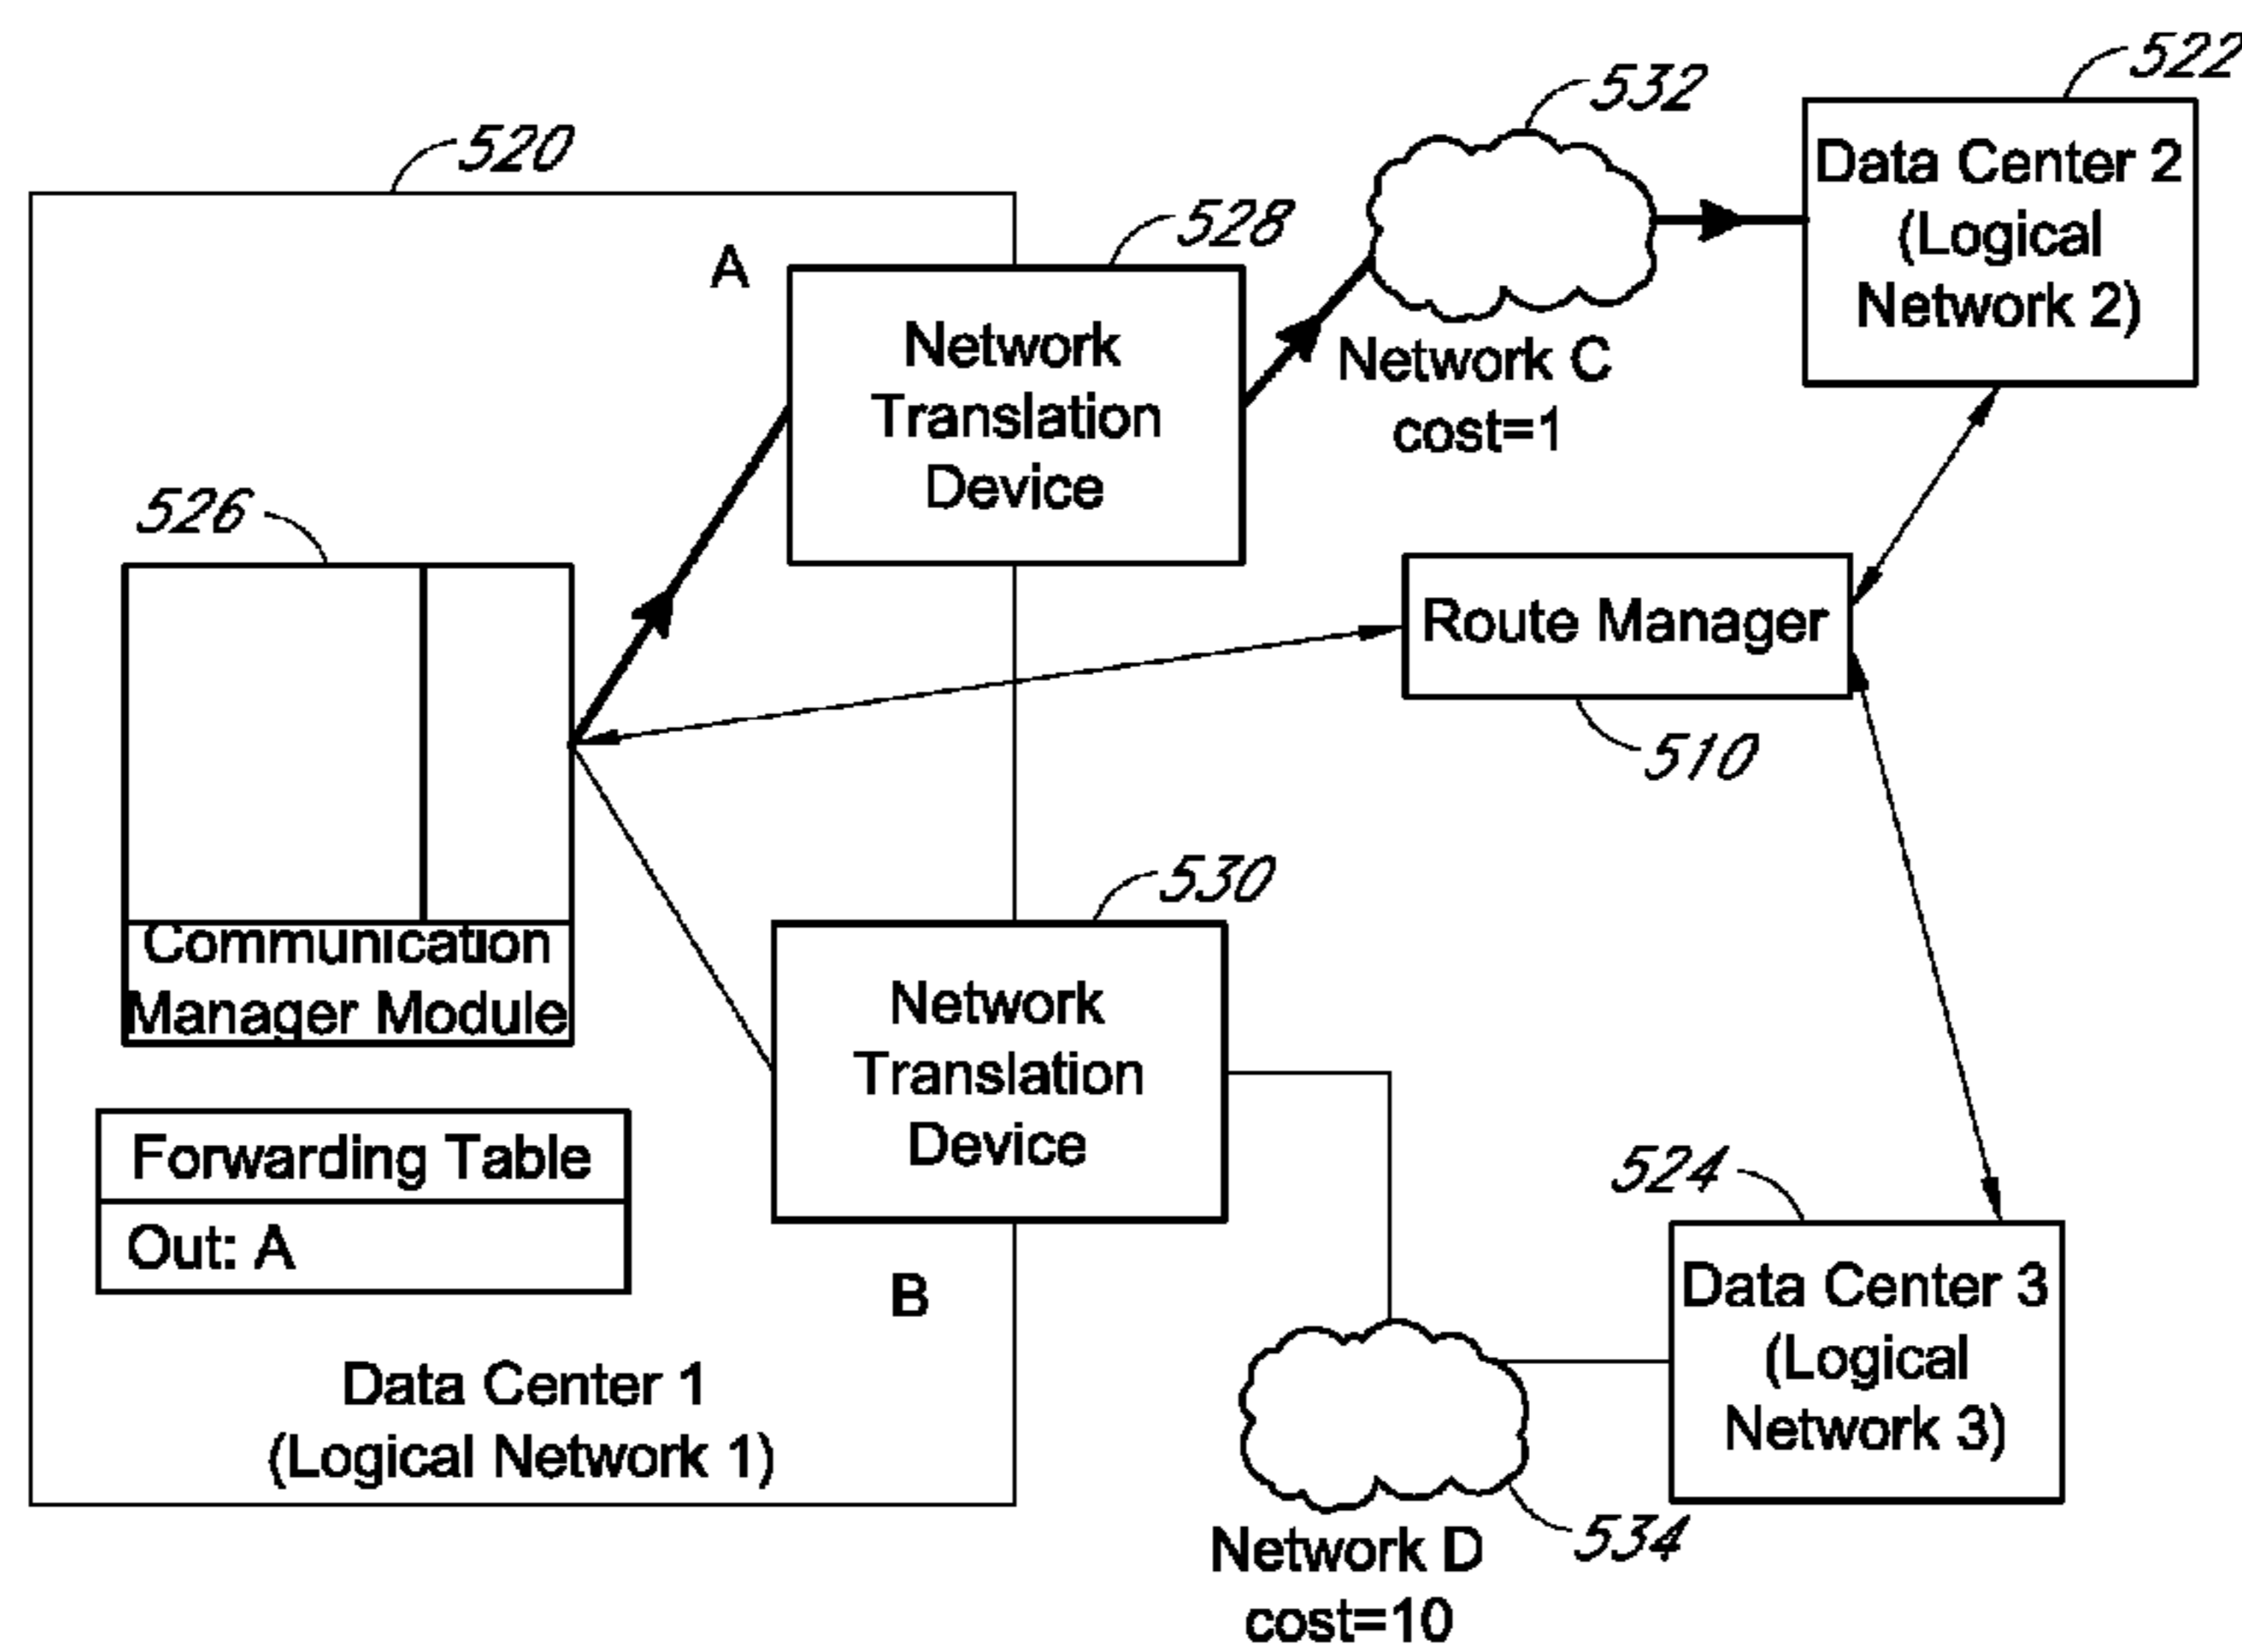 522
532
520
Data Center 2
(Logical
Network 2)
528
A
Network
Translation
Device
Network C
cost=1
526
Route Manager
510
530
Communication
Manager Module
Network
Translation
Device
Forwarding Table
Out: A
524
B
Data Center 3
(Logical
Network 3)
Data Center 1
(Logical Network 1)
534
Network D
cost=10